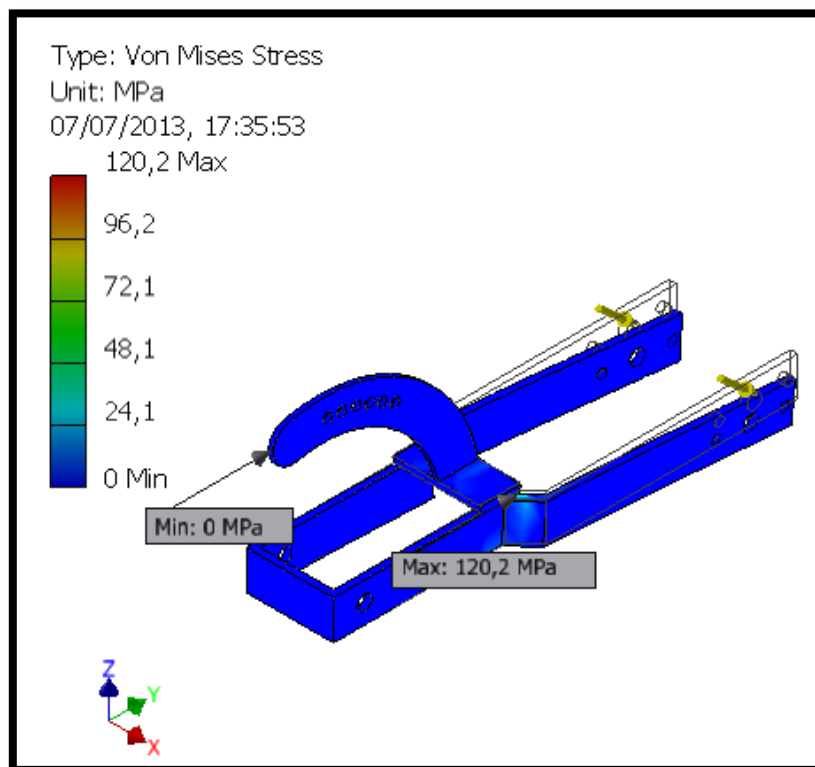 Type: Von Mises Stress
Unit: MPa
07/07/2013, 17:35:53
120,2 Max
96,2
72,1
48,1
24,1
0 Min
Min: 0 MPa
Max: 120,2 MPa
Z
Y
X